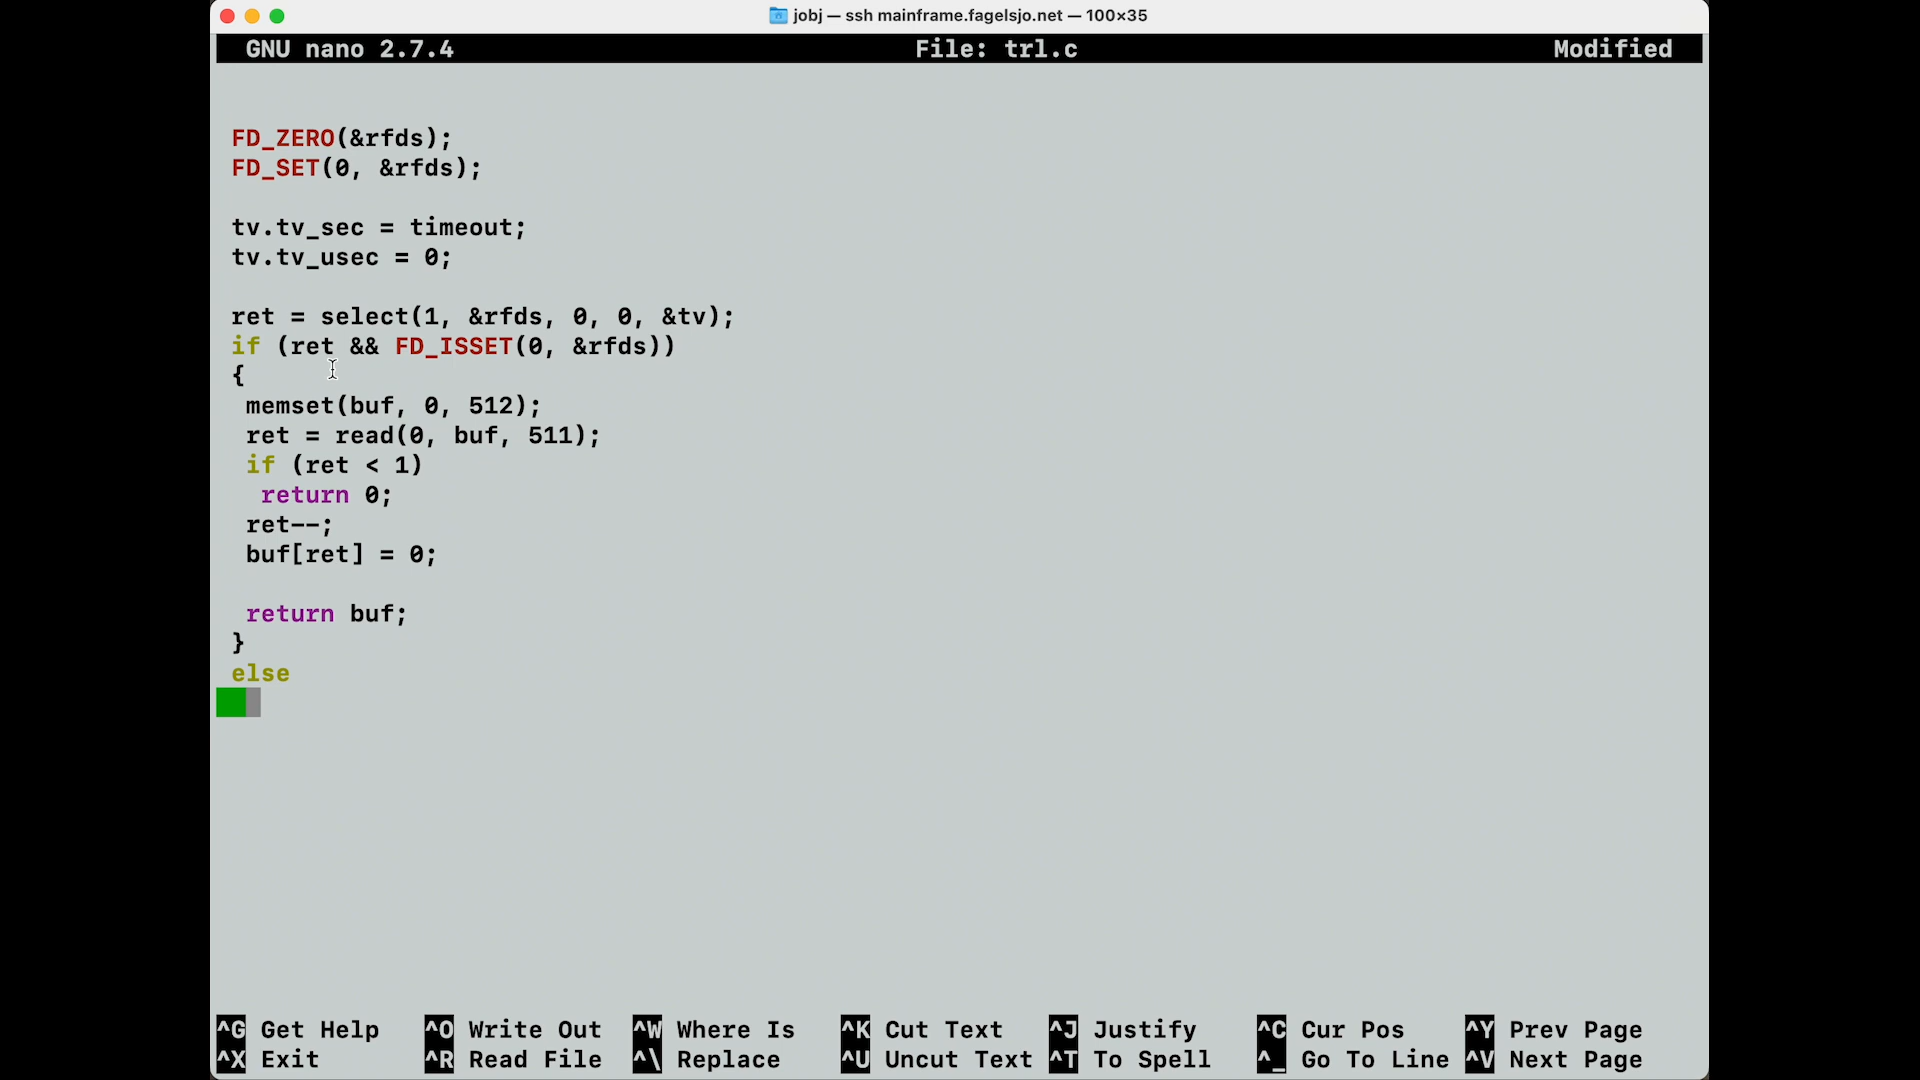 jobj — ssh mainframe.fagelsjo.net — 100×35
GNU nano 2.7.4 File: trl.c Modified
FD_ZERO(&rfds);
FD_SET(0, &rfds);
tv.tv_sec = timeout;
tv.tv_usec = 0;
ret = select(1, &rfds, 0, 0, &tv);
if (ret && FD_ISSET(0, &rfds))
{
memset(buf, 0, 512);
ret = read(0, buf, 511);
if (ret < 1)
return 0;
ret--;
buf[ret] = 0;
return buf;
}
else
^G Get Help ^O Write Out ^W Where Is ^K Cut Text ^J Justify ^C Cur Pos ^Y Prev Page
^X Exit ^R Read File ^\ Replace ^U Uncut Text ^T To Spell ^_ Go To Line ^V Next Page